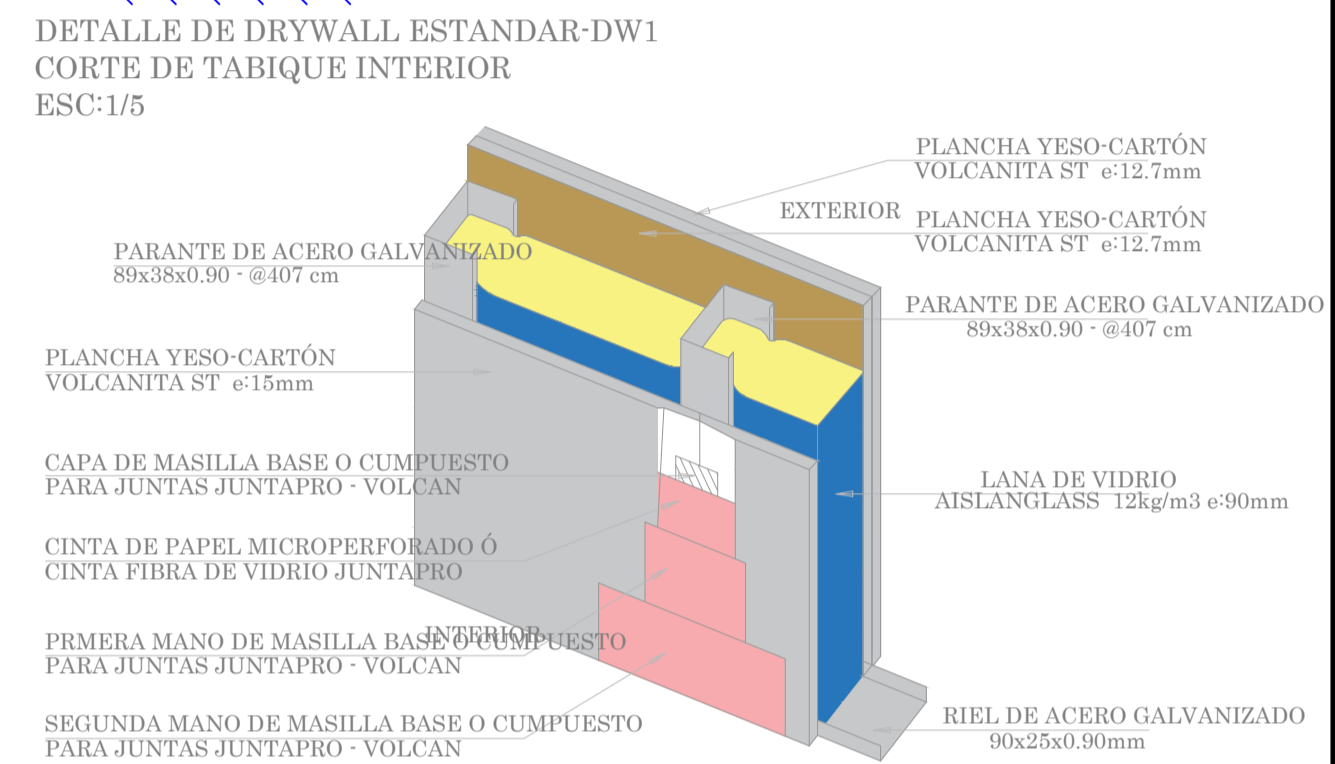 DETALLE DE DRYWALL ESTANDAR-DW1
CORTE DE TABIQUE INTERIOR
ESC:1/5
PLANCHA YESO-CARTÓN
VOLCANITA ST e:12.7mm
EXTERIOR
PLANCHA YESO-CARTÓN
VOLCANITA ST e:12.7mm
PARANTE DE ACERO GALVANIZADO
89x38x0.90 - @407 cm
PARANTE DE ACERO GALVANIZADO
89x38x0.90 - @407 cm
PLANCHA YESO-CARTÓN
VOLCANITA ST e:15mm
CAPA DE MASILLA BASE O CUMPUESTO
PARA JUNTAS JUNTAPRO - VOLCAN
LANA DE VIDRIO
AISLANGLASS 12kg/m3 e:90mm
CINTA DE PAPEL MICROPERFORADO Ó
CINTA FIBRA DE VIDRIO JUNTAPRO
INTERIOR
PRMERA MANO DE MASILLA BASE O CUMPUESTO
PARA JUNTAS JUNTAPRO - VOLCAN
SEGUNDA MANO DE MASILLA BASE O CUMPUESTO
PARA JUNTAS JUNTAPRO - VOLCAN
RIEL DE ACERO GALVANIZADO
90x25x0.90mm